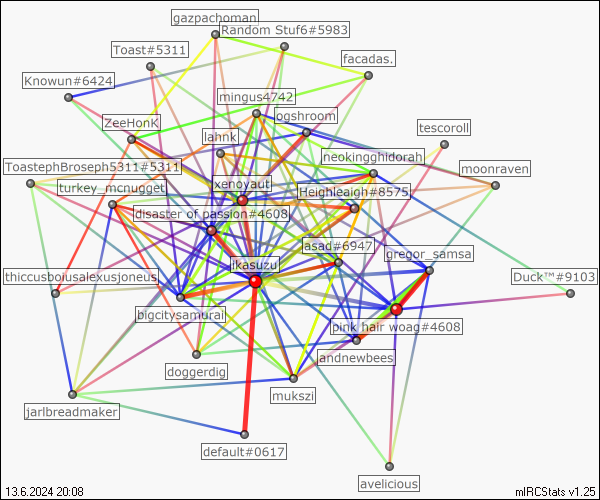 gazpachoman
Random Stuf6#5983
Toast#5311
facadas.
Knowun#6424
mingus4742
ogshroom
ZeeHonK
tescoroll
lahnk
neokingghidorah
ToastephBroseph5311#5311
moonraven
xenoyaut
turkey_mcnugget
Heighleaigh#8575
disaster of passion#4608
asad#6947
gregor_samsa
ikasuzu
thiccusboiusalexusjoneus
Duck™#9103
bigcitysamurai
pink hair woag#4608
andnewbees
doggerdig
mukszi
jarlbreadmaker
default#0617
avelicious
13.6.2024 20:08
mIRCStats v1.25